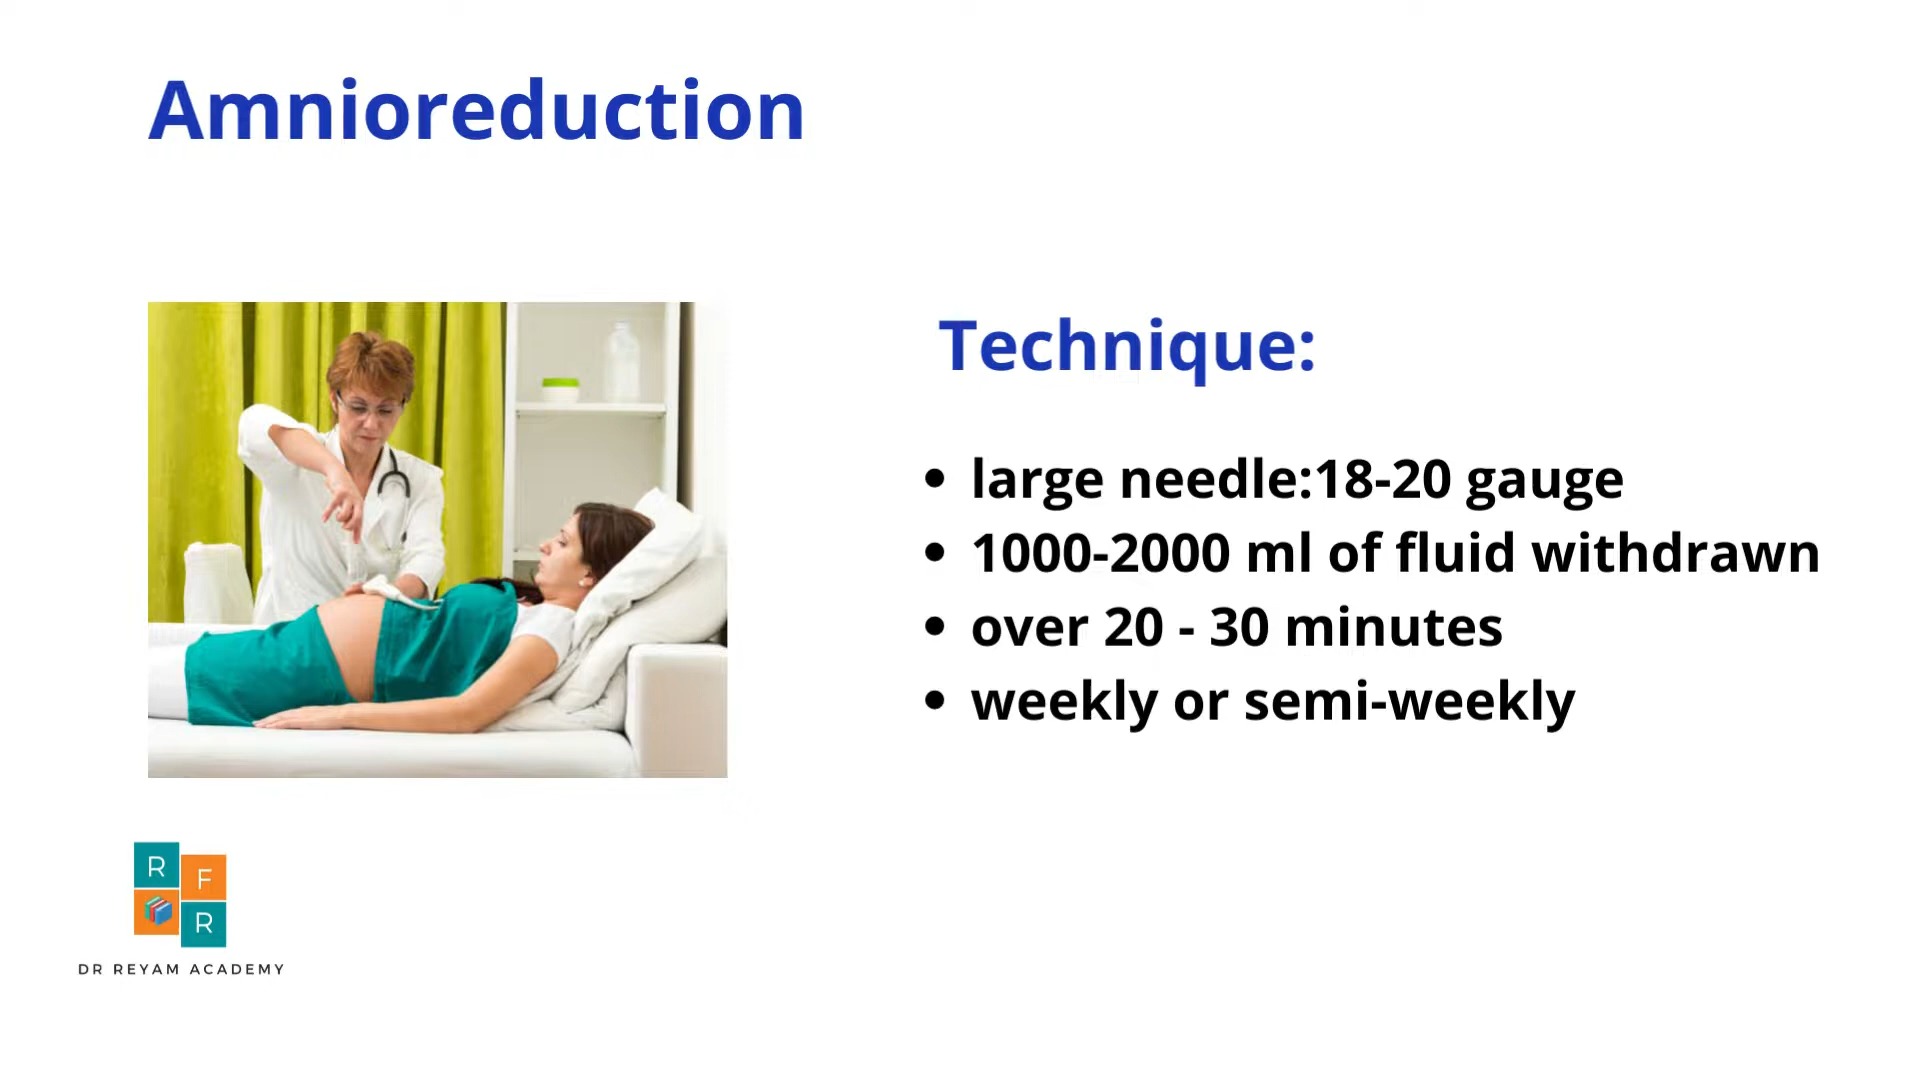 Amnioreduction
Technique:
• large needle:18-20 gauge
• 1000-2000 ml of fluid withdrawn
• over 20 - 30 minutes
• weekly or semi-weekly
R
F
R
DR REYAM ACADEMY